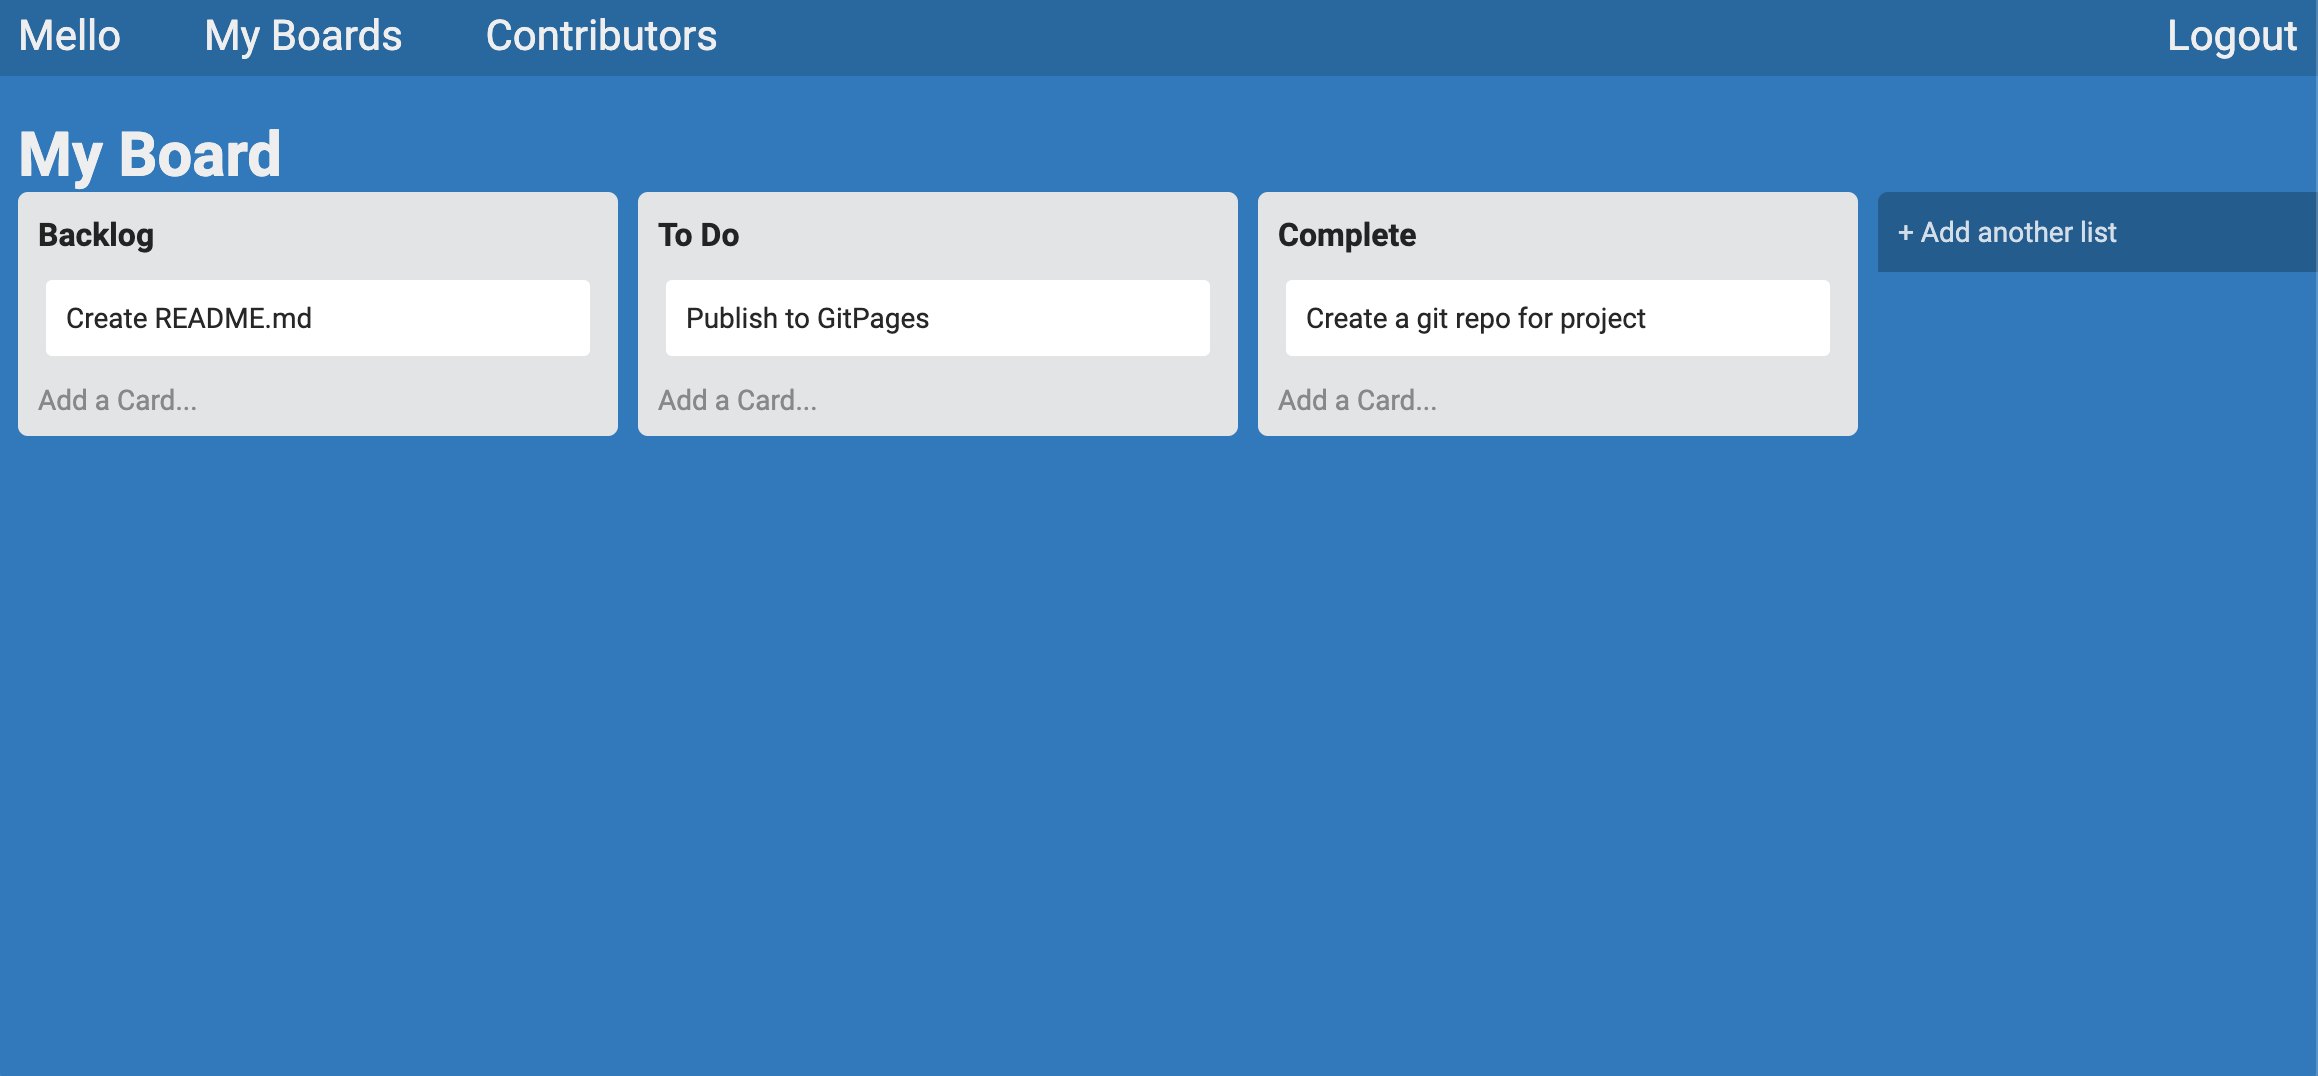 Mello My Boards Contributors Logout
My Board
Backlog
Create README.md
Add a Card...
To Do
Publish to GitPages
Add a Card...
Complete
Create a git repo for project
Add a Card...
+ Add another list